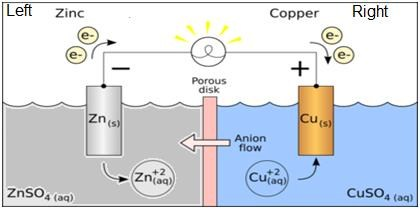 Left Zinc Copper Right
e- e-
e- e-
− +
Porous
disk
Zn(s) Cu(s)
Anion
flow
Zn+2(aq) Cu+2(aq)
ZnSO4 (aq) CuSO4 (aq)